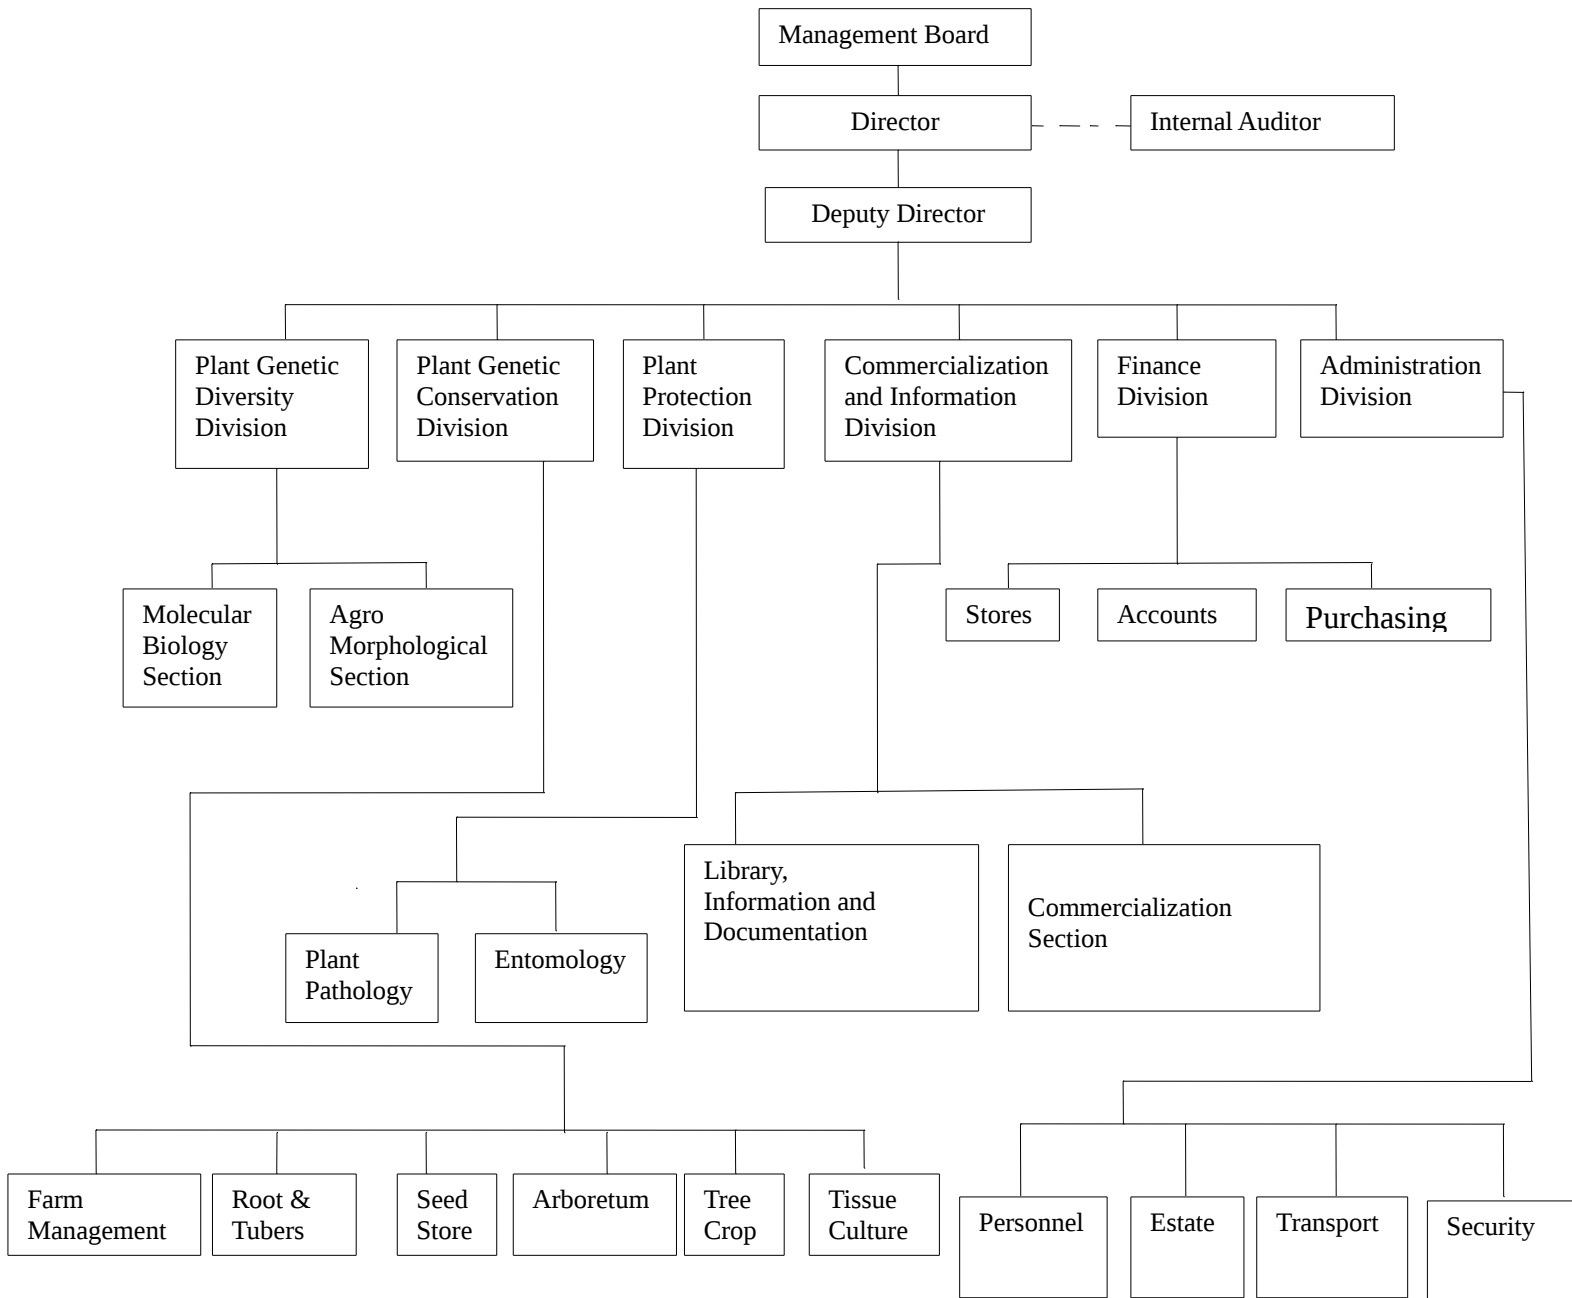 Management Board
Director
Internal Auditor
Deputy Director
Plant Genetic
Diversity
Division
Plant Genetic
Conservation
Division
Plant
Protection
Division
Commercialization
and Information
Division
Finance
Division
Administration
Division
Molecular
Biology
Section
Agro
Morphological
Section
Stores
Accounts
Purchasing
Library,
Information and
Documentation
Commercialization
Section
Plant
Pathology
Entomology
Farm
Management
Root &
Tubers
Seed
Store
Arboretum
Tree
Crop
Tissue
Culture
Personnel
Estate
Transport
Security